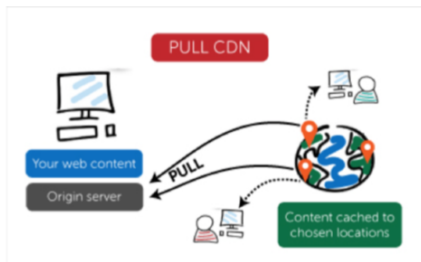 PULL CDN
Your web content
Origin server
PULL
Content cached to
chosen locations